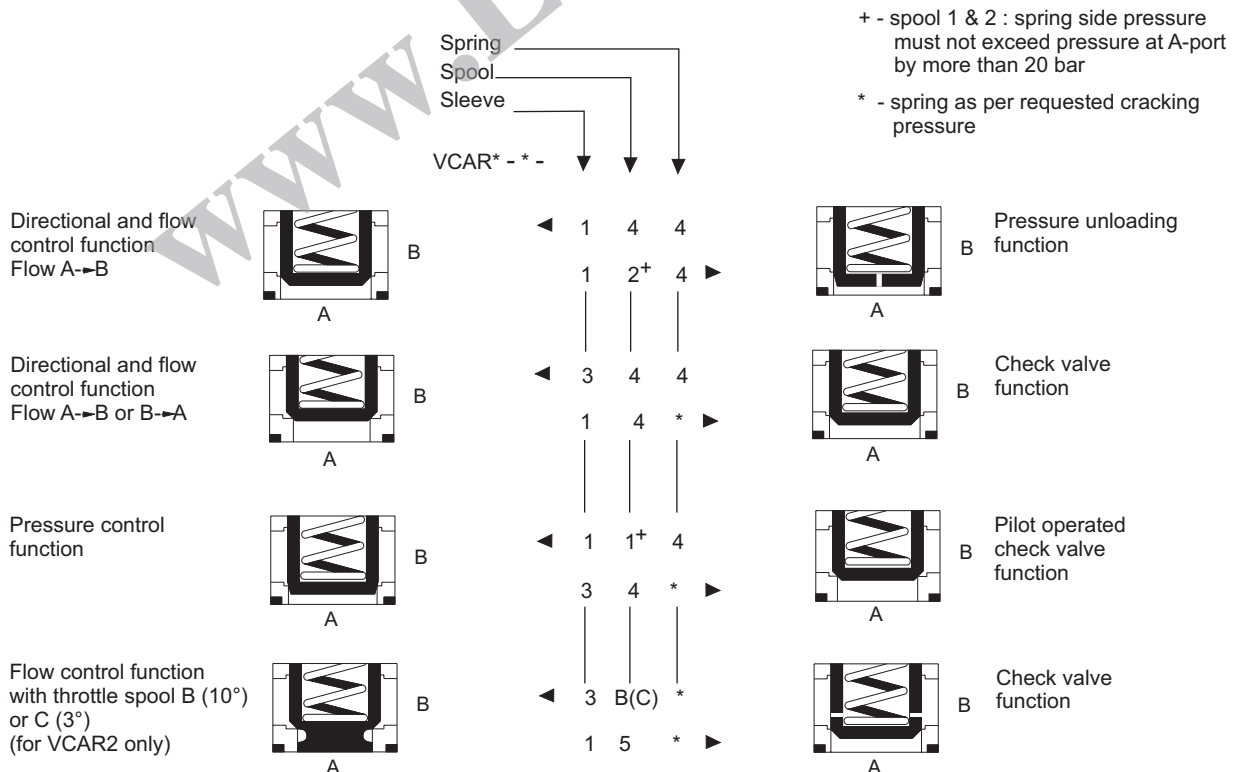 + - spool 1 & 2 : spring side pressure
must not exceed pressure at A-port
by more than 20 bar
* - spring as per requested cracking
pressure
Spring
Spool
Sleeve
VCAR* - * -
Directional and flow
control function
Flow A-►B
B
A
◄ 1 4 4
1 2+ 4 ►
B
A
Pressure unloading
function
Directional and flow
control function
Flow A-►B or B-►A
B
A
◄ 3 4 4
1 4 * ►
B
A
Check valve
function
Pressure control
function
B
A
◄ 1 1+ 4
3 4 * ►
B
A
Pilot operated
check valve
function
Flow control function
with throttle spool B (10°)
or C (3°)
(for VCAR2 only)
B
A
◄ 3 B(C) *
1 5 * ►
B
A
Check valve
function
www.